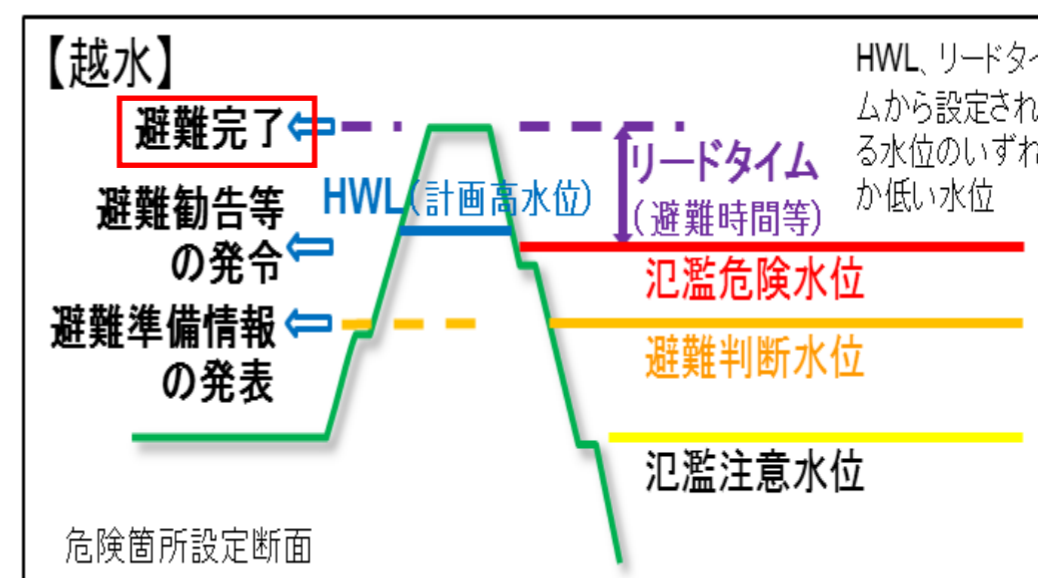 【越水】
避難完了
避難勧告等
の発令
避難準備情報
の発表
HWL(計画高水位)
リードタイム
(避難時間等)
HWL、リードタイ
ムから設定され
る水位のいずれ
か低い水位
氾濫危険水位
避難判断水位
氾濫注意水位
危険箇所設定断面